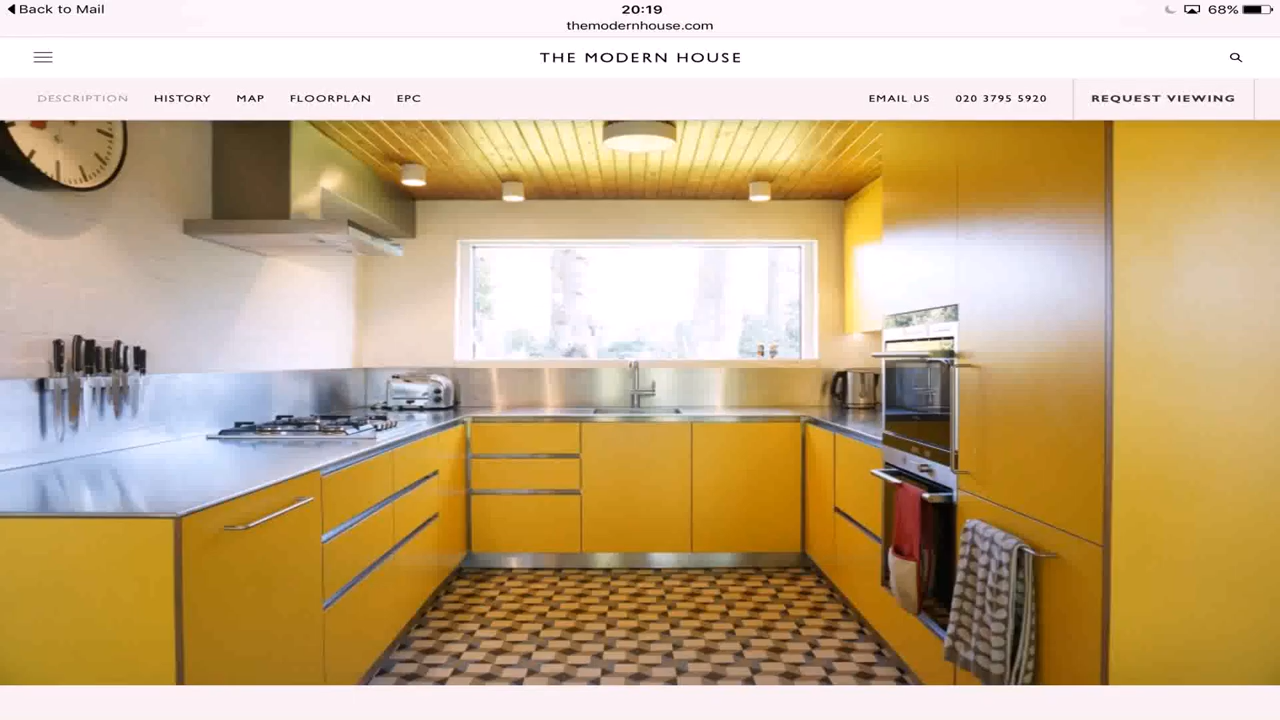 Back to Mail
20:19
68%
themodernhouse.com
THE MODERN HOUSE
DESCRIPTION HISTORY MAP FLOORPLAN EPC EMAIL US 020 3795 5920 REQUEST VIEWING